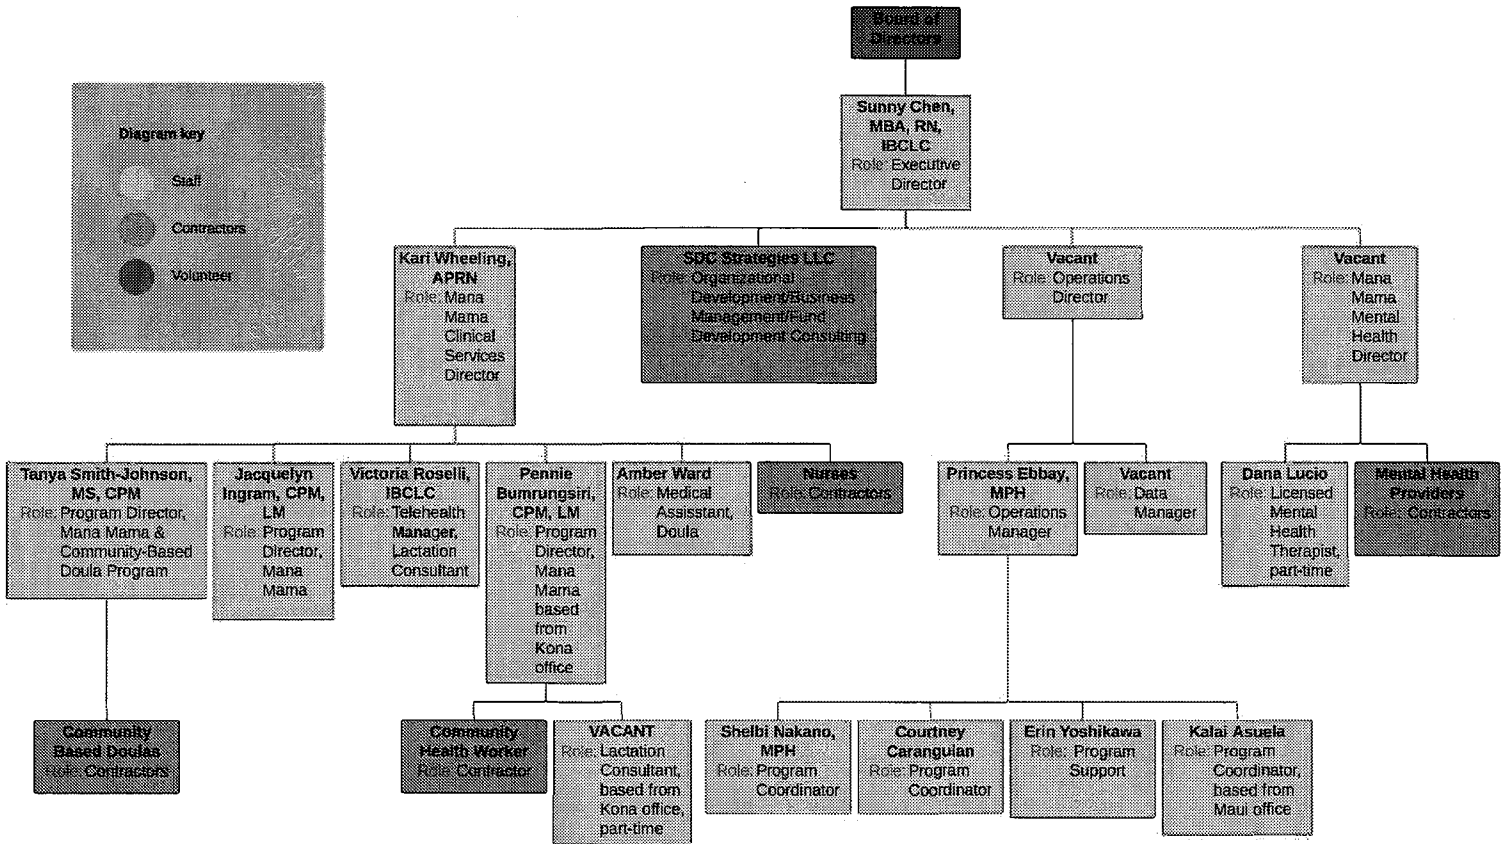 Board of
Directors
Sunny Chen,
MBA, RN,
IBCLC
Role: Executive
Director
Diagram key
Staff
Contractors
Volunteer
Kari Wheeling,
APRN
Role: Mana
Mama
Clinical
Services
Director
SDC Strategies LLC
Role: Organizational
Development/Business
Management/Fund
Development Consulting
Vacant
Role: Operations
Director
Vacant
Role: Mana
Mama
Mental
Health
Director
Tanya Smith-Johnson,
MS, CPM
Role: Program Director,
Mana Mama &
Community-Based
Doula Program
Jacquelyn
Ingram, CPM,
LM
Role: Program
Director,
Mana
Mama
Victoria Roselli,
IBCLC
Role: Telehealth
Manager,
Lactation
Consultant
Pennie
Bumrungsiri,
CPM, LM
Role: Program
Director,
Mana
Mama
based
from
Kona
office
Amber Ward
Role: Medical
Assisstant,
Doula
Nurses
Role: Contractors
Princess Ebbay,
MPH
Role: Operations
Manager
Vacant
Role: Data
Manager
Dana Lucio
Role: Licensed
Mental
Health
Therapist,
part-time
Mental Health
Providers
Role: Contractors
Community
Based Doulas
Role: Contractors
Community
Health Worker
Role: Contractor
VACANT
Role: Lactation
Consultant,
based from
Kona office,
part-time
Shelbi Nakano,
MPH
Role: Program
Coordinator
Courtney
Caranguian
Role: Program
Coordinator
Erin Yoshikawa
Role: Program
Support
Kalai Asuela
Role: Program
Coordinator,
based from
Maui office